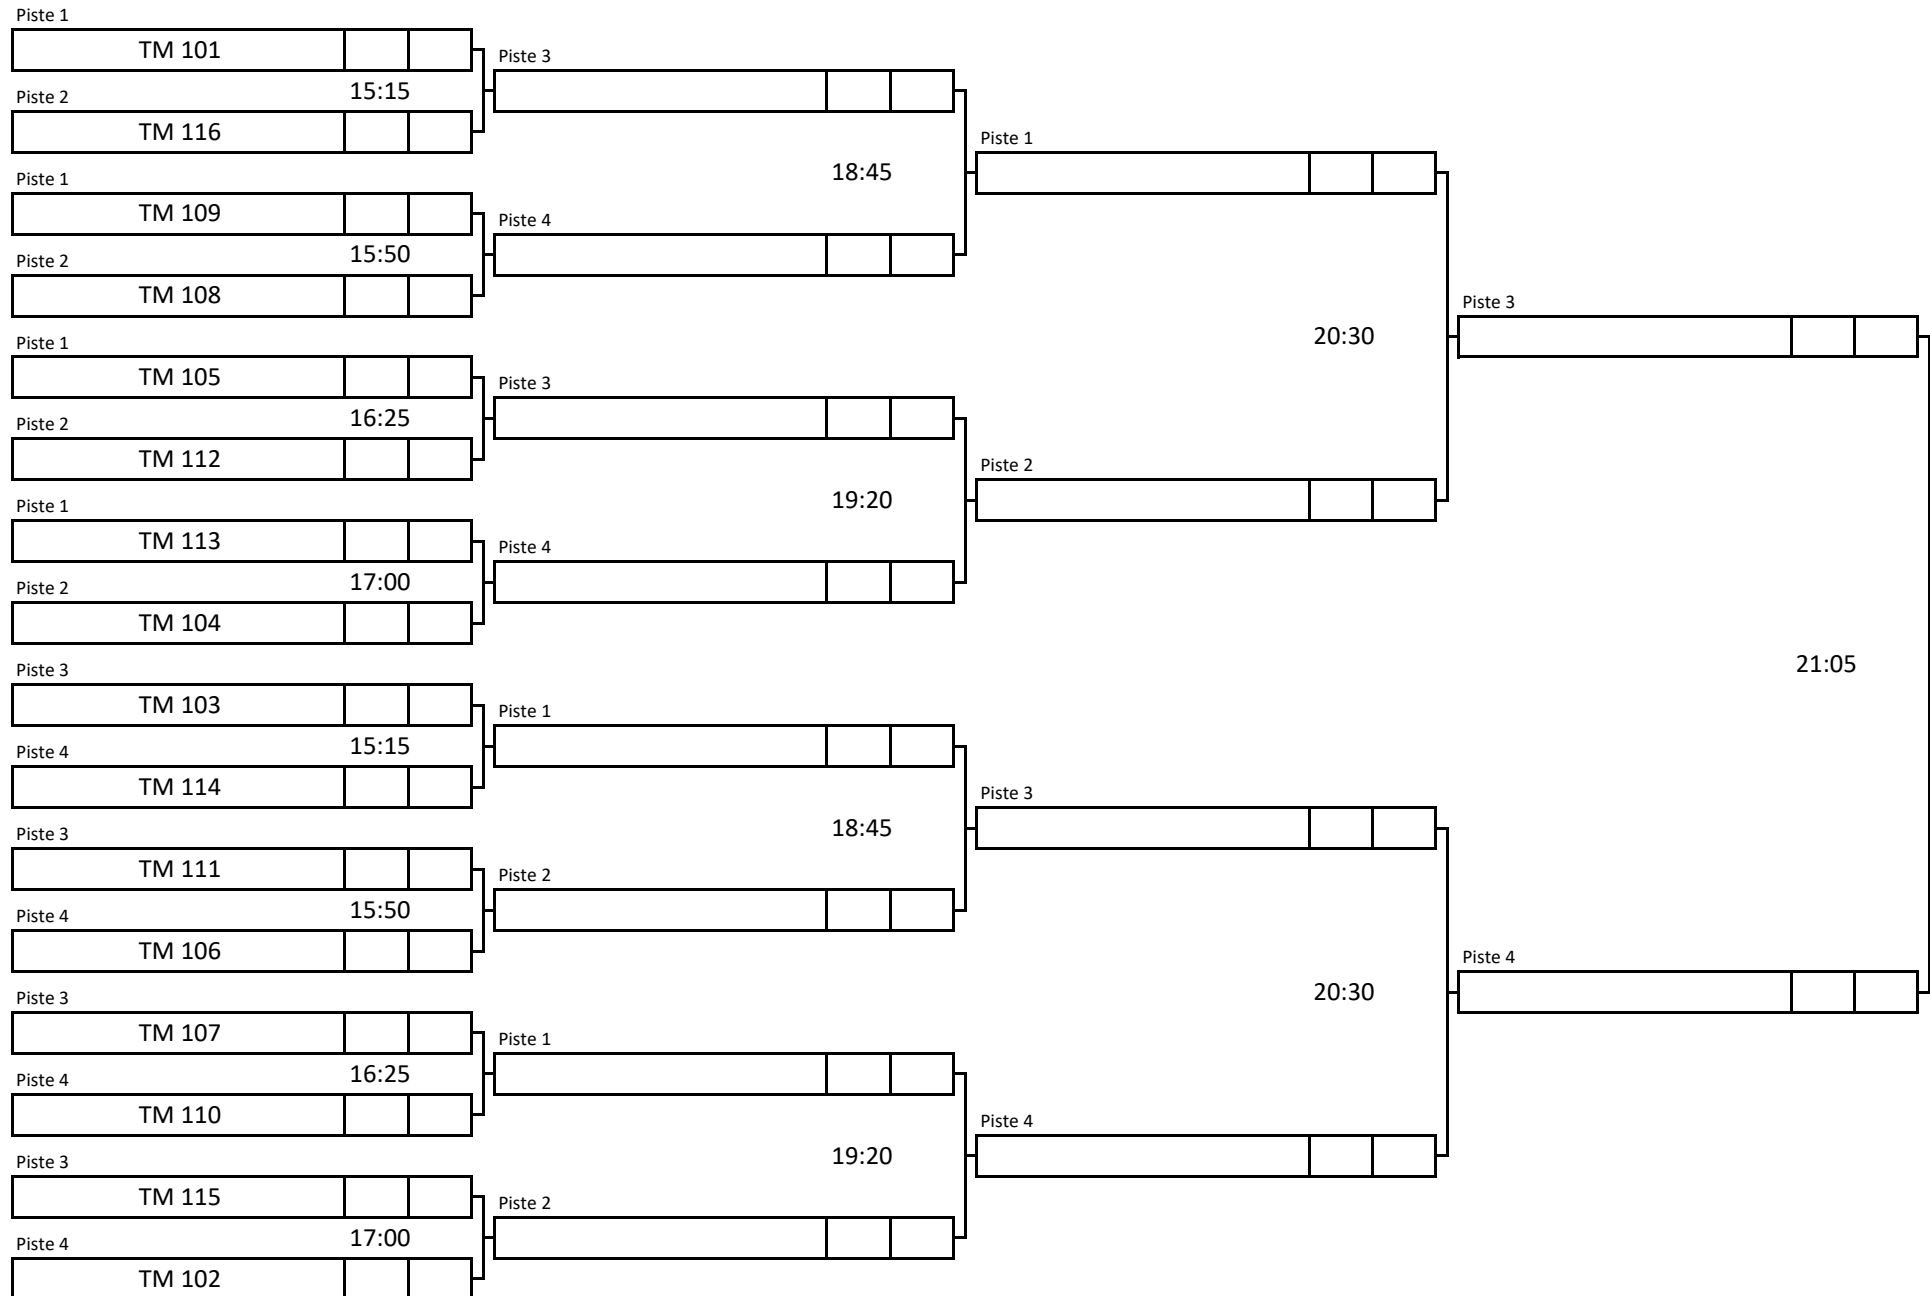 Piste 1
TM 101
15:15
Piste 2
TM 116
Piste 1
TM 109
15:50
Piste 2
TM 108
Piste 1
TM 105
16:25
Piste 2
TM 112
Piste 1
TM 113
17:00
Piste 2
TM 104
Piste 3
TM 103
15:15
Piste 4
TM 114
Piste 3
TM 111
15:50
Piste 4
TM 106
Piste 3
TM 107
16:25
Piste 4
TM 110
Piste 3
TM 115
17:00
Piste 4
TM 102
Piste 3
18:45
Piste 4
Piste 3
19:20
Piste 4
Piste 1
18:45
Piste 2
Piste 1
19:20
Piste 2
Piste 1
20:30
Piste 2
Piste 3
20:30
Piste 4
Piste 3
21:05
Piste 4